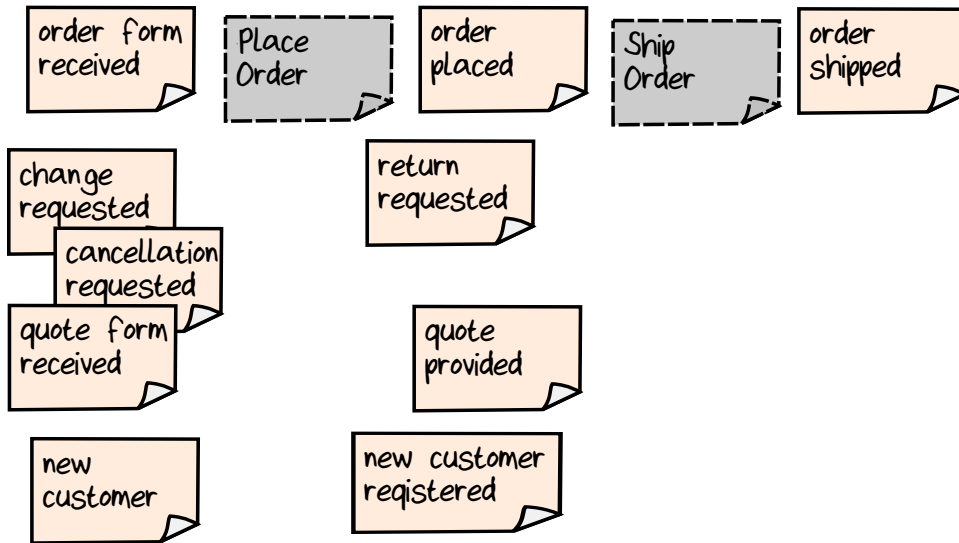 order form
received
Place
Order
order
placed
Ship
Order
order
shipped
change
requested
return
requested
cancellation
requested
quote form
received
quote
provided
new
customer
new customer
registered